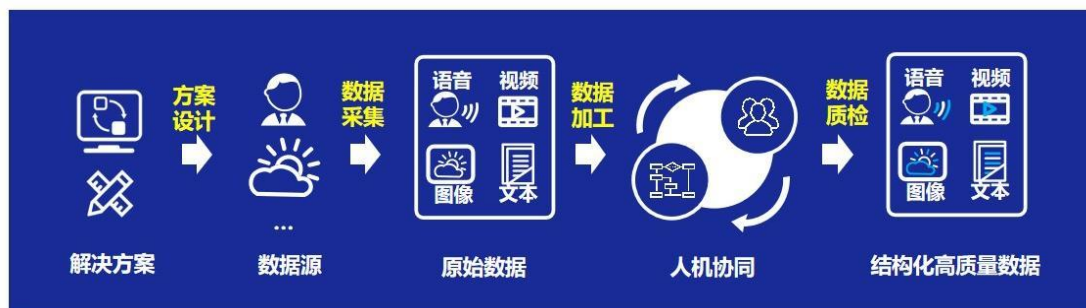 方案
设计
数据
采集
语音 视频
图像 文本
数据
加工
数据
质检
语音 视频
图像 文本
...
解决方案
数据源
原始数据
人机协同
结构化高质量数据